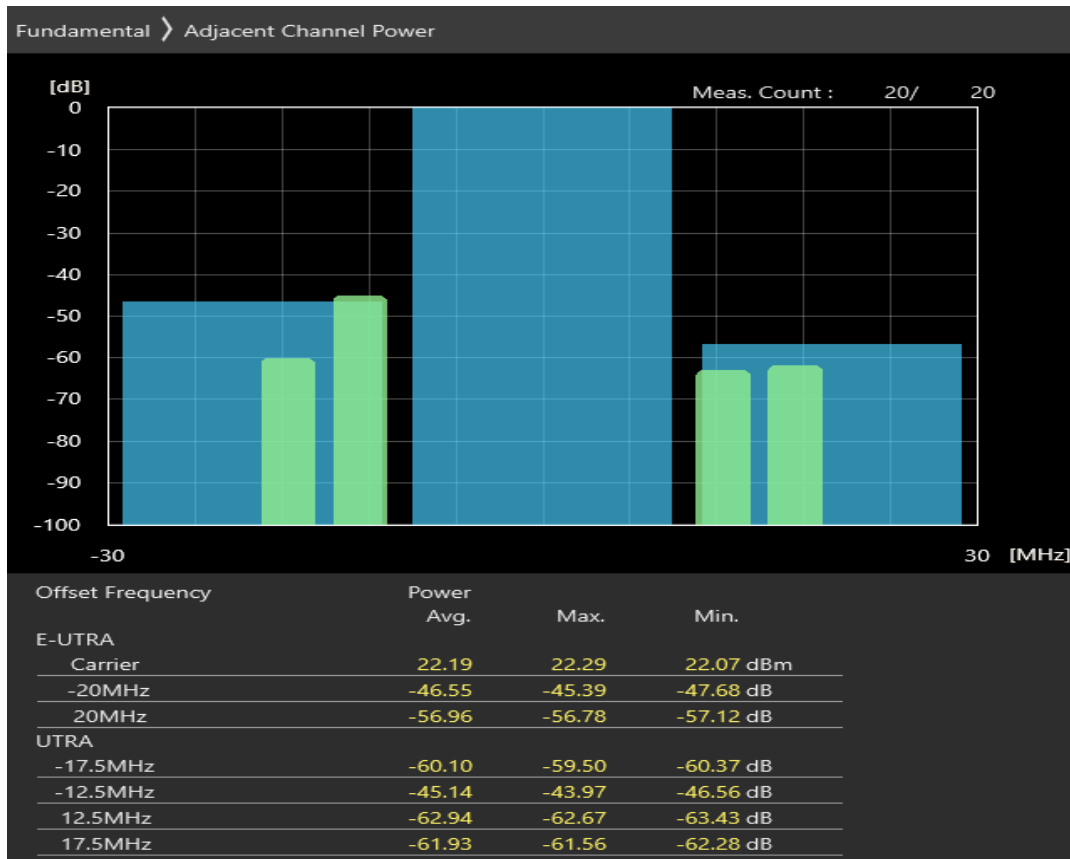 Fundamental ❯ Adjacent Channel Power
[dB]
Meas. Count : 20/ 20
0
-10
-20
-30
-40
-50
-60
-70
-80
-90
-100
-30 30 [MHz]
Offset Frequency Power
Avg. Max. Min.
E-UTRA
Carrier 22.19 22.29 22.07 dBm
-20MHz -46.55 -45.39 -47.68 dB
20MHz -56.96 -56.78 -57.12 dB
UTRA
-17.5MHz -60.10 -59.50 -60.37 dB
-12.5MHz -45.14 -43.97 -46.56 dB
12.5MHz -62.94 -62.67 -63.43 dB
17.5MHz -61.93 -61.56 -62.28 dB